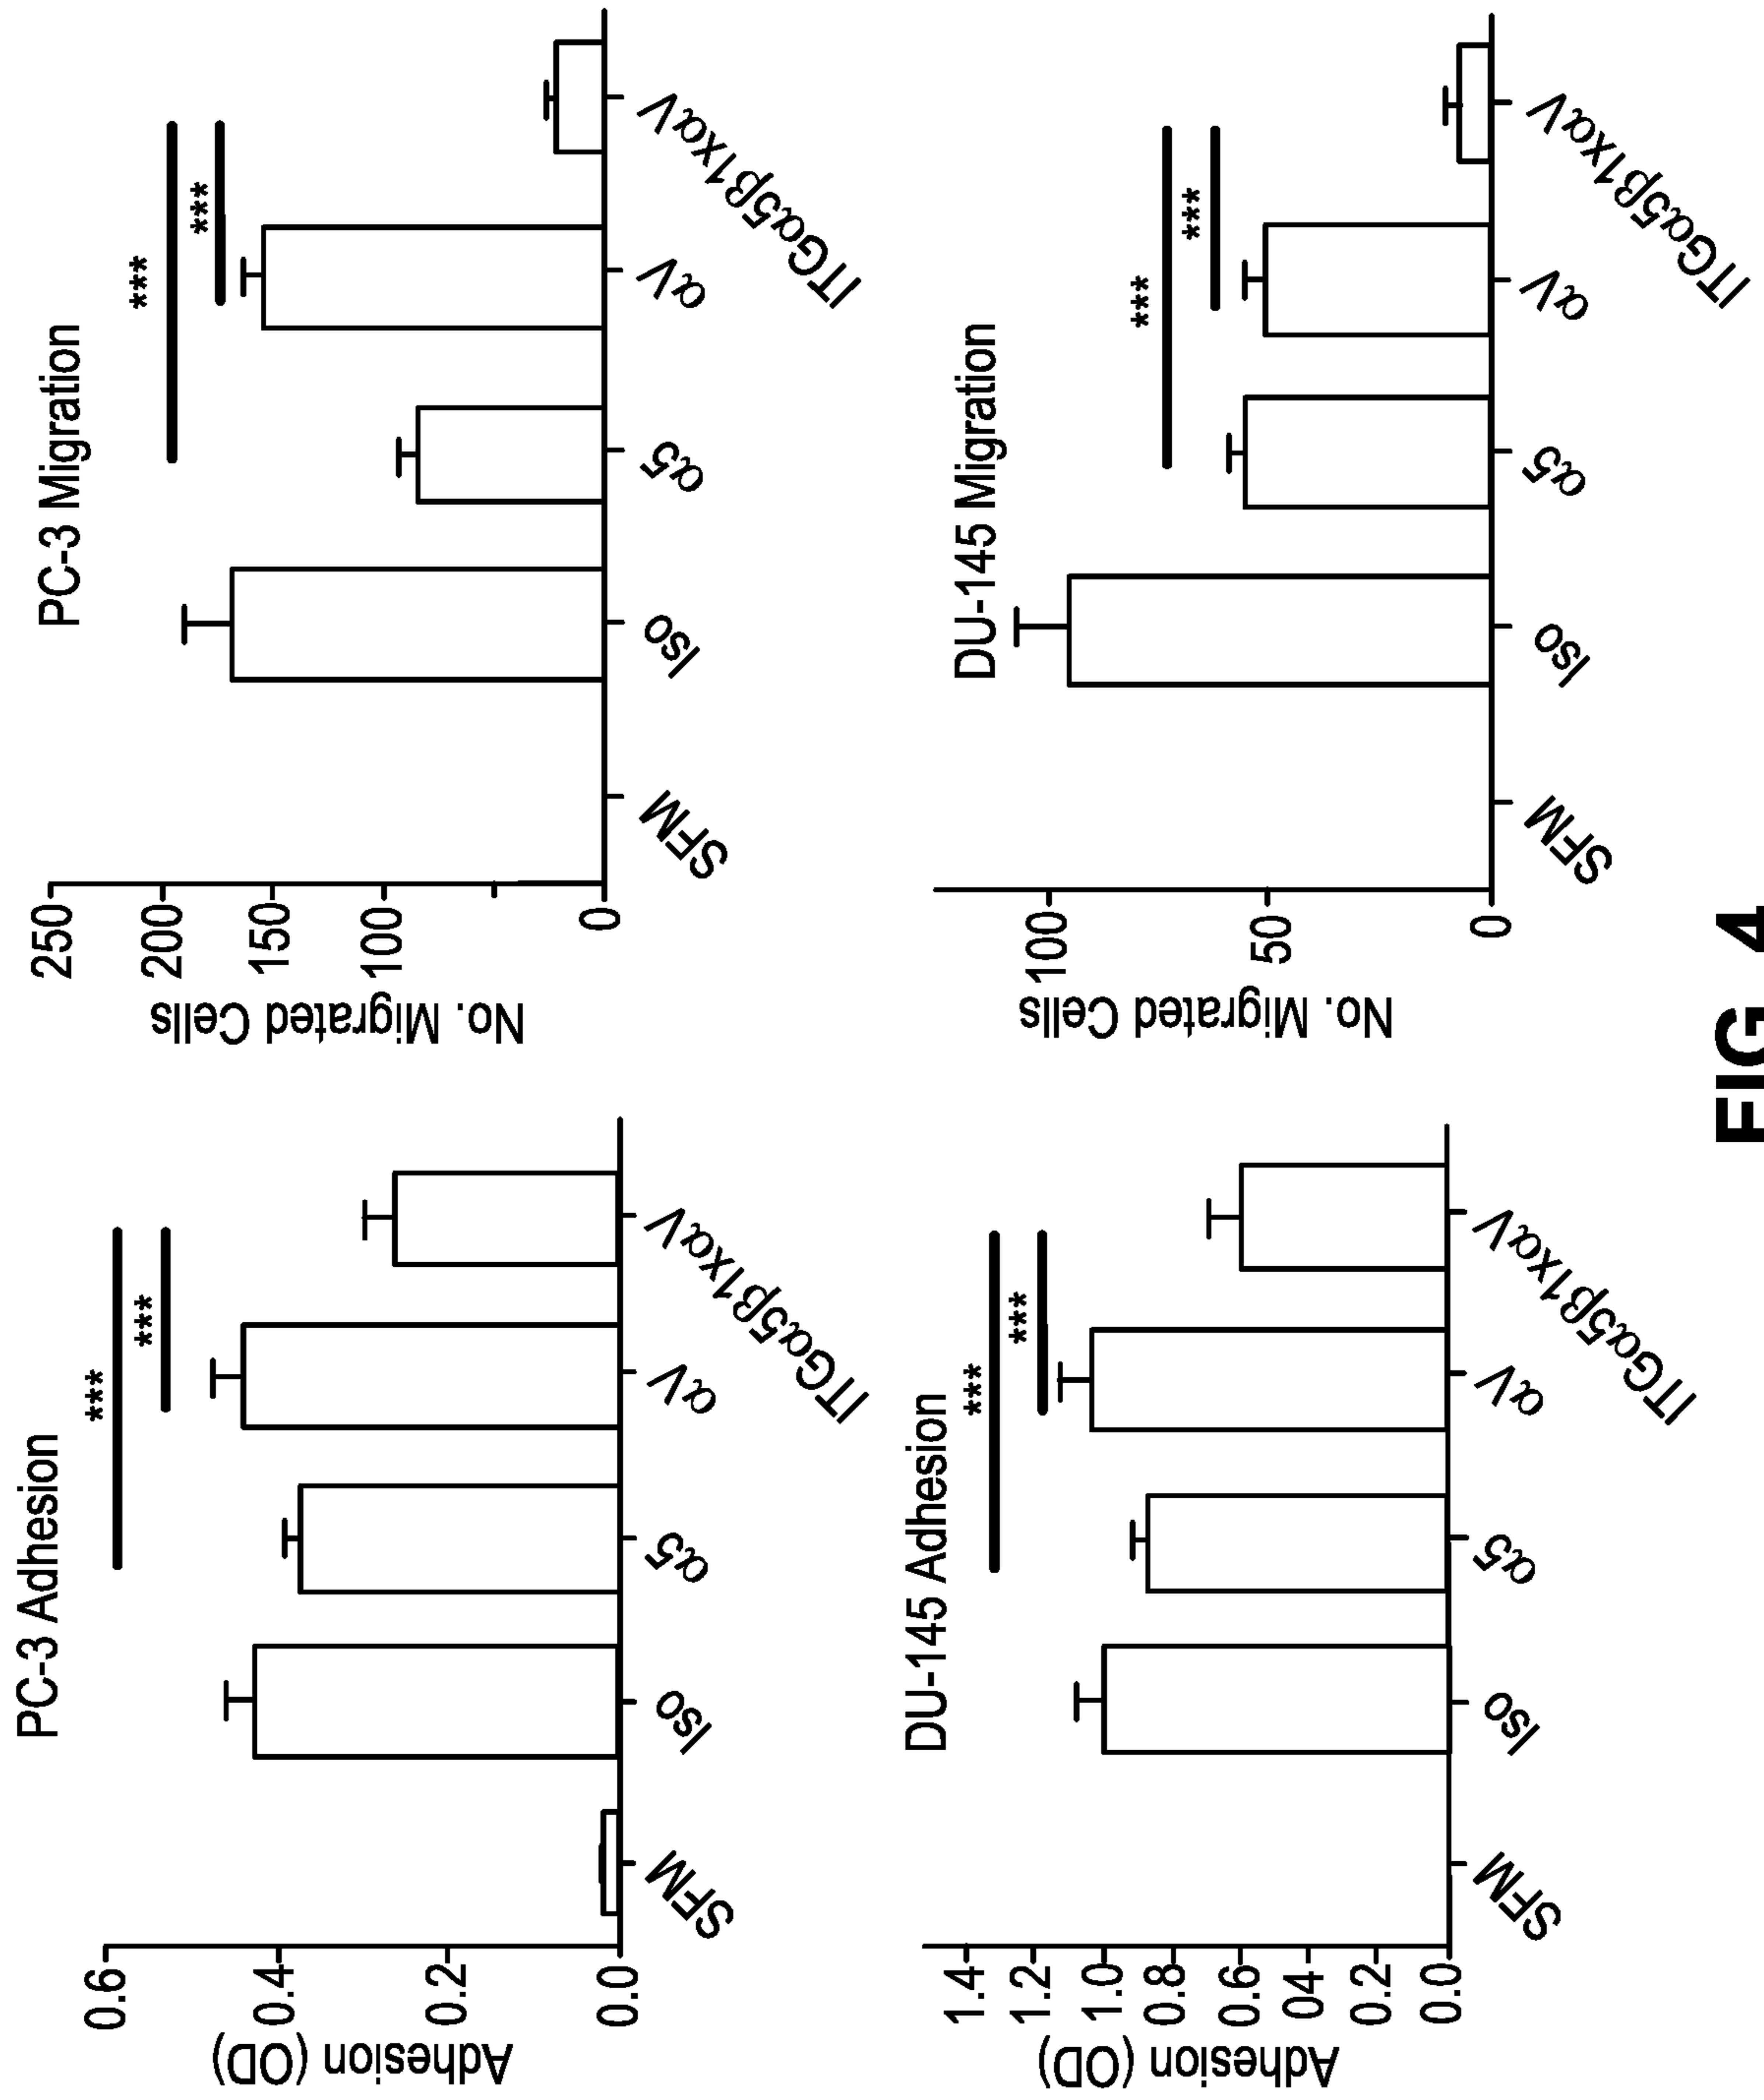 PC-3 Adhesion
Adhesion (OD)
0.6
0.4
0.2
0.0
***
***
SFM
Iso
α5
αV
ITGα5β1xαV
PC-3 Migration
No. Migrated Cells
250
200
150
100
0
***
***
SFM
Iso
α5
αV
ITGα5β1xαV
DU-145 Adhesion
Adhesion (OD)
1.4
1.2
1.0
0.8
0.6
04
0.2
0.0
***
***
SFM
Iso
α5
αV
ITGα5β1xαV
DU-145 Migration
No. Migrated Cells
100
50
0
***
***
SFM
Iso
α5
αV
ITGα5β1xαV
FIG. 4